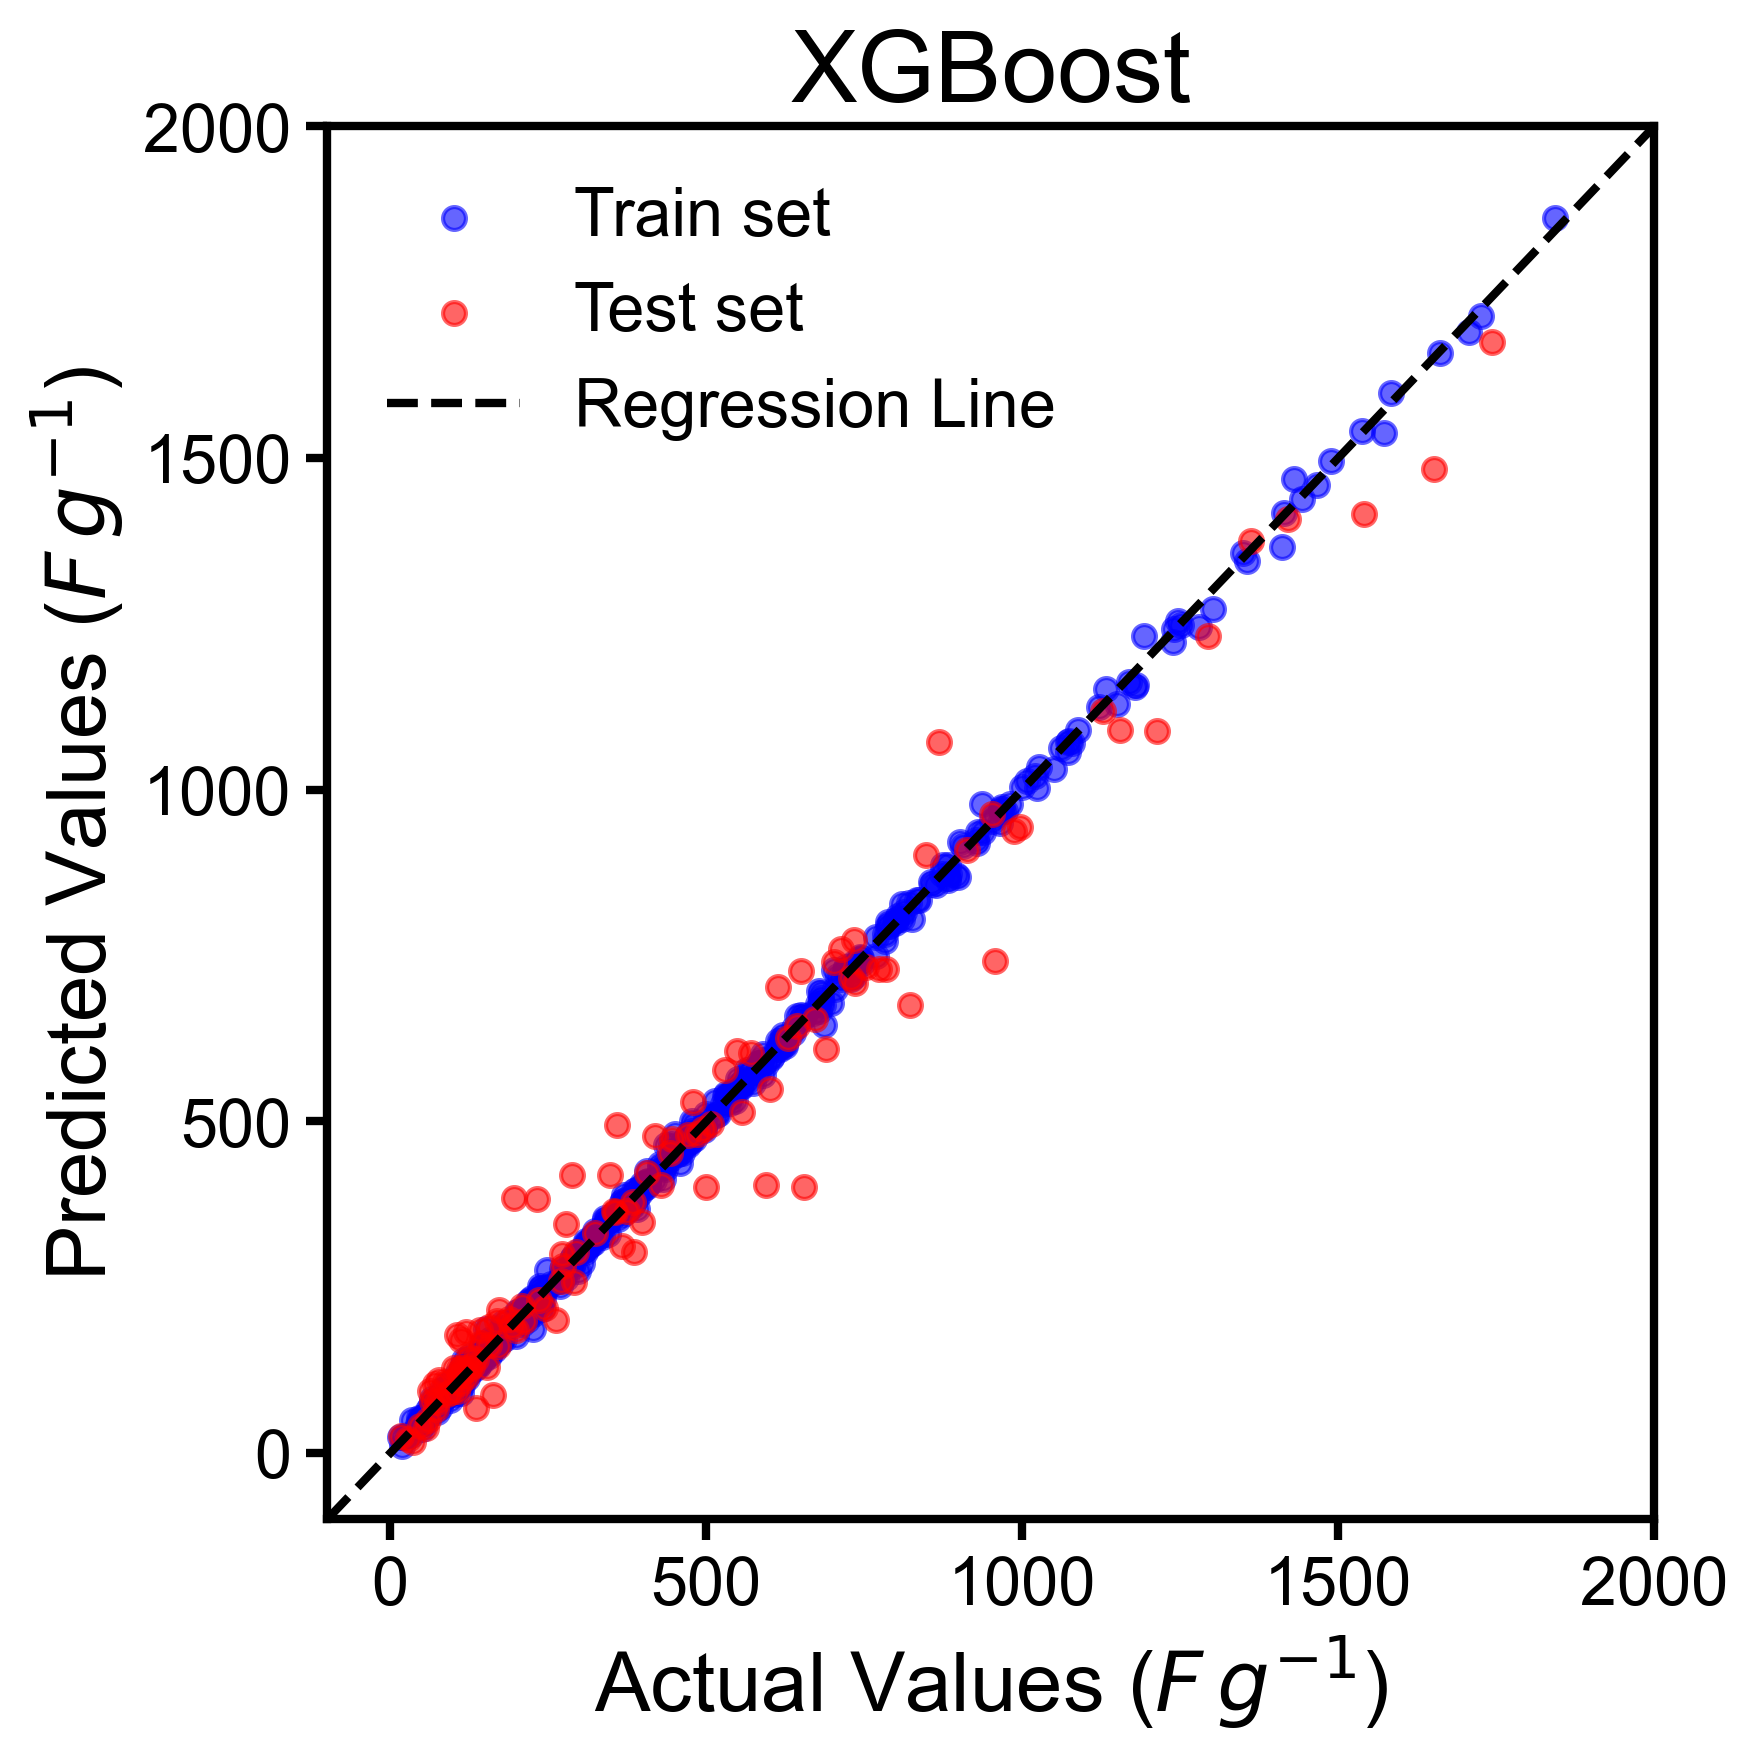 XGBoost
Train set
Test set
Regression Line
Predicted Values (F g⁻¹)
2000
1500
1000
500
0
0 500 1000 1500 2000
Actual Values (F g⁻¹)